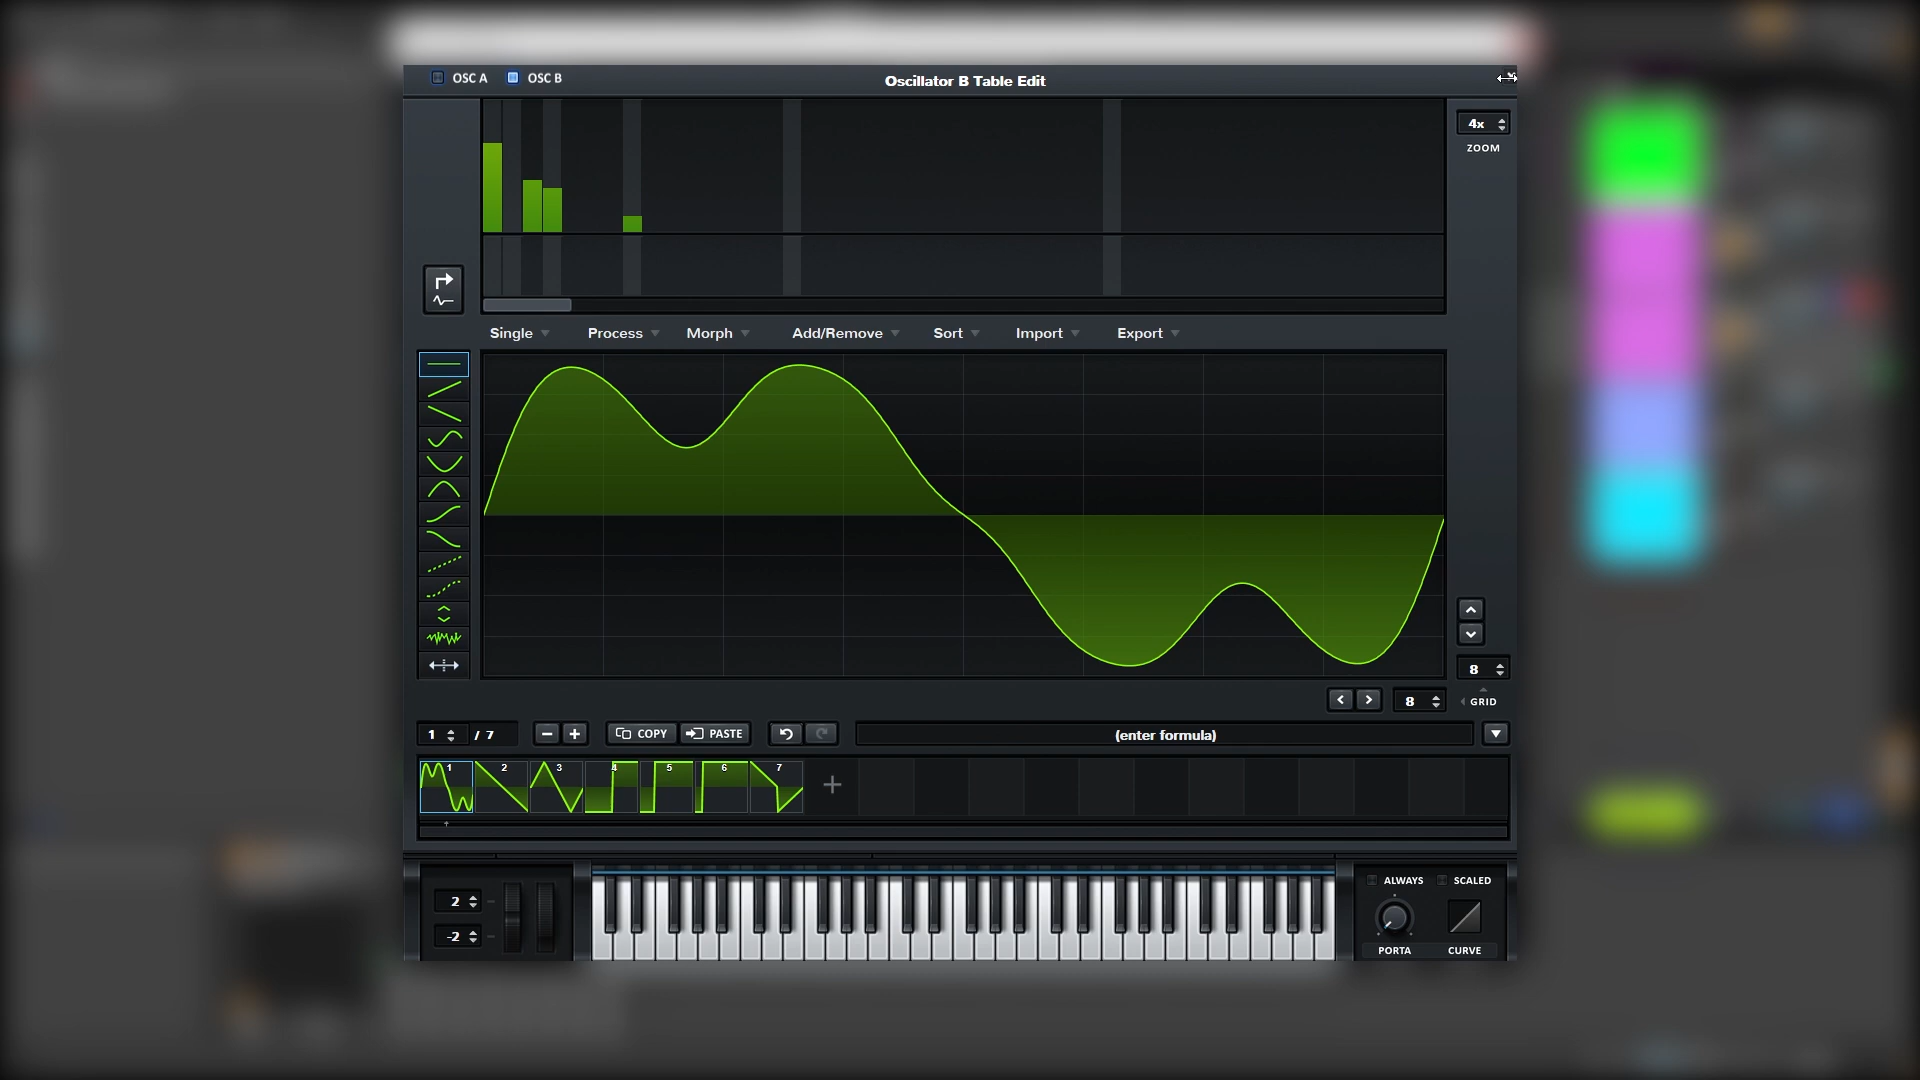 OSC A OSC B Oscillator B Table Edit
4x
ZOOM
Single Process Morph Add/Remove Sort Import Export
8
8 GRID
1 / 7 COPY PASTE (enter formula)
1 2 3 4 5 6 7
ALWAYS SCALED
2
-2
PORTA CURVE